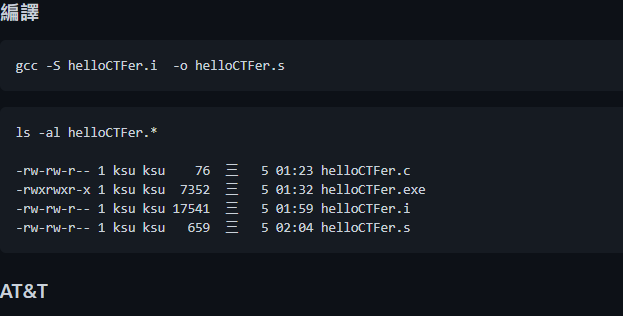 編譯
gcc -S helloCTFer.i  -o helloCTFer.s
ls -al helloCTFer.*
-rw-rw-r-- 1 ksu ksu    76  三   5 01:23 helloCTFer.c
-rwxrwxr-x 1 ksu ksu  7352  三   5 01:32 helloCTFer.exe
-rw-rw-r-- 1 ksu ksu 17541  三   5 01:59 helloCTFer.i
-rw-rw-r-- 1 ksu ksu   659  三   5 02:04 helloCTFer.s
AT&T